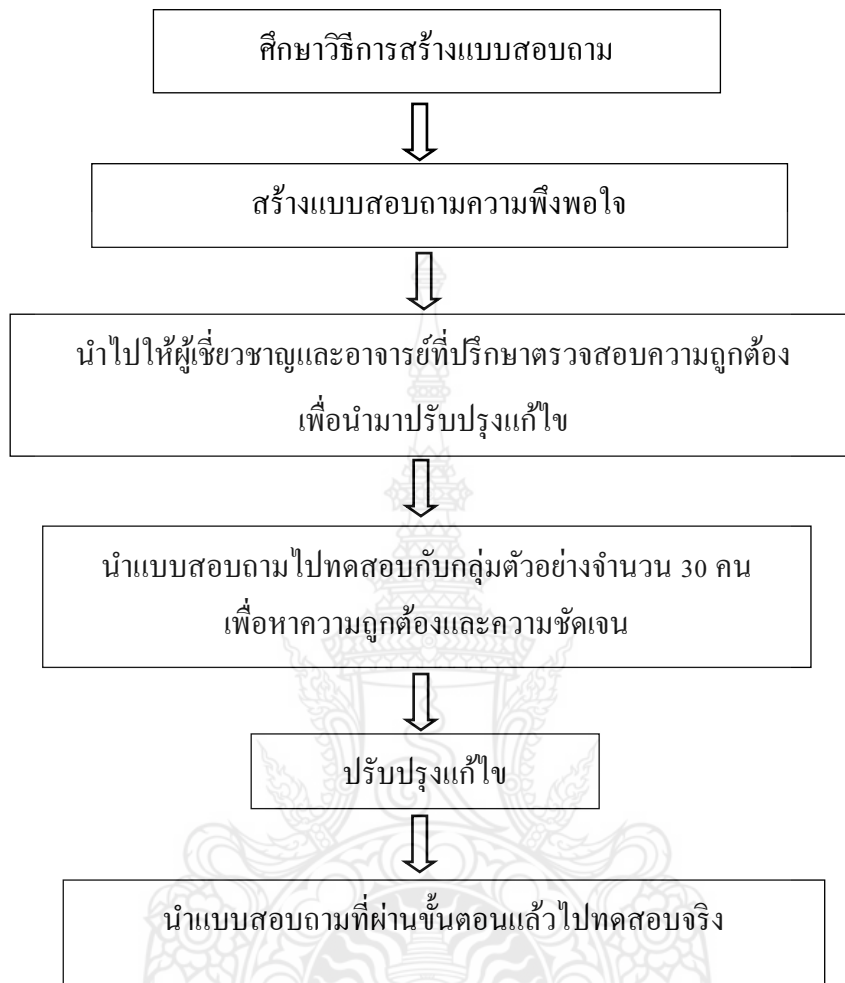 ศึกษาวิธีการสร้างแบบสอบถาม
สร้างแบบสอบถามความพึงพอใจ
นำไปให้ผู้เชี่ยวชาญและอาจารย์ที่ปรึกษาตรวจสอบความถูกต้อง
เพื่อนำมาปรับปรุงแก้ไข
นำแบบสอบถามไปทดสอบกับกลุ่มตัวอย่างจำนวน 30 คน
เพื่อหาความถูกต้องและความชัดเจน
ปรับปรุงแก้ไข
นำแบบสอบถามที่ผ่านขั้นตอนแล้วไปทดสอบจริง